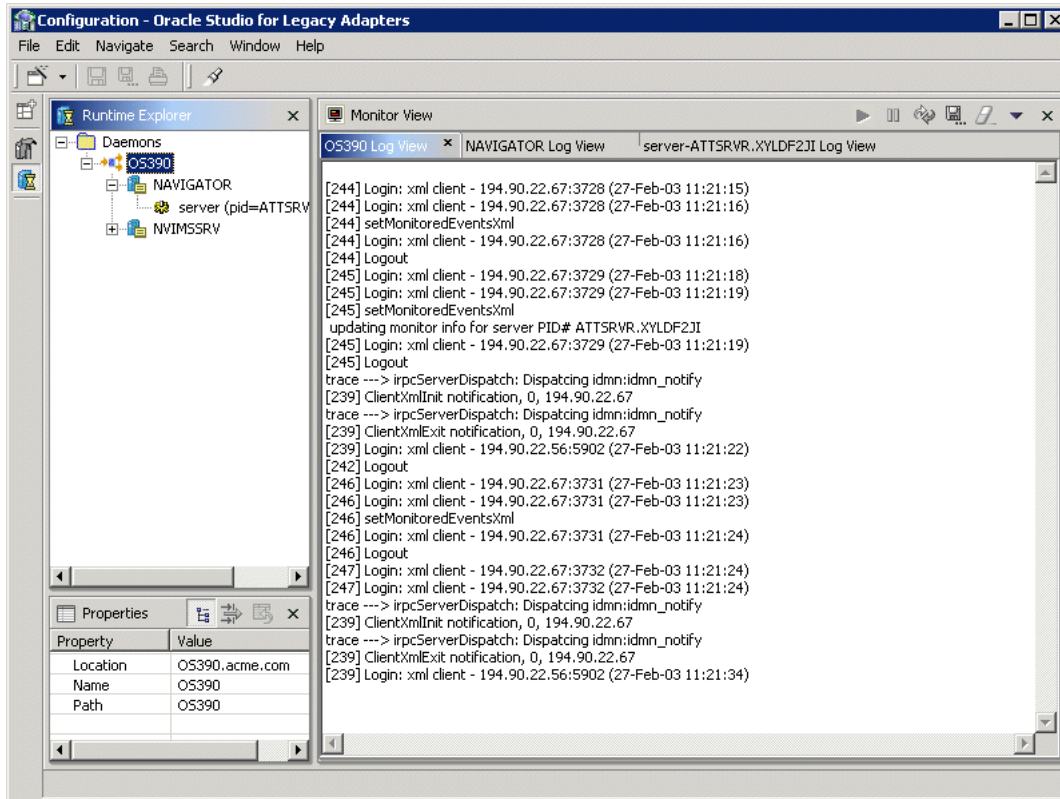 Configuration - Oracle Studio for Legacy Adapters
File Edit Navigate Search Window Help
Runtime Explorer
Daemons
OS390
NAVIGATOR
server (pid=ATTSRV
NVIMSSRV
Properties
Property Value
Location OS390.acme.com
Name OS390
Path OS390
Monitor View
OS390 Log View NAVIGATOR Log View server-ATTSRVR.XYLDF2JI Log View
[244] Login: xml client - 194.90.22.67:3728 (27-Feb-03 11:21:15)
[244] Login: xml client - 194.90.22.67:3728 (27-Feb-03 11:21:16)
[244] setMonitoredEventsXml
[244] Login: xml client - 194.90.22.67:3728 (27-Feb-03 11:21:16)
[244] Logout
[245] Login: xml client - 194.90.22.67:3729 (27-Feb-03 11:21:18)
[245] Login: xml client - 194.90.22.67:3729 (27-Feb-03 11:21:19)
[245] setMonitoredEventsXml
updating monitor info for server PID# ATTSRVR.XYLDF2JI
[245] Login: xml client - 194.90.22.67:3729 (27-Feb-03 11:21:19)
[245] Logout
trace ---> irpcServerDispatch: Dispatcing idmn:idmn_notify
[239] ClientXmlInit notification, 0, 194.90.22.67
trace ---> irpcServerDispatch: Dispatcing idmn:idmn_notify
[239] ClientXmlExit notification, 0, 194.90.22.67
[239] Login: xml client - 194.90.22.56:5902 (27-Feb-03 11:21:22)
[242] Logout
[246] Login: xml client - 194.90.22.67:3731 (27-Feb-03 11:21:23)
[246] Login: xml client - 194.90.22.67:3731 (27-Feb-03 11:21:23)
[246] setMonitoredEventsXml
[246] Login: xml client - 194.90.22.67:3731 (27-Feb-03 11:21:24)
[246] Logout
[247] Login: xml client - 194.90.22.67:3732 (27-Feb-03 11:21:24)
[247] Login: xml client - 194.90.22.67:3732 (27-Feb-03 11:21:24)
trace ---> irpcServerDispatch: Dispatcing idmn:idmn_notify
[239] ClientXmlInit notification, 0, 194.90.22.67
trace ---> irpcServerDispatch: Dispatcing idmn:idmn_notify
[239] ClientXmlExit notification, 0, 194.90.22.67
[239] Login: xml client - 194.90.22.56:5902 (27-Feb-03 11:21:34)